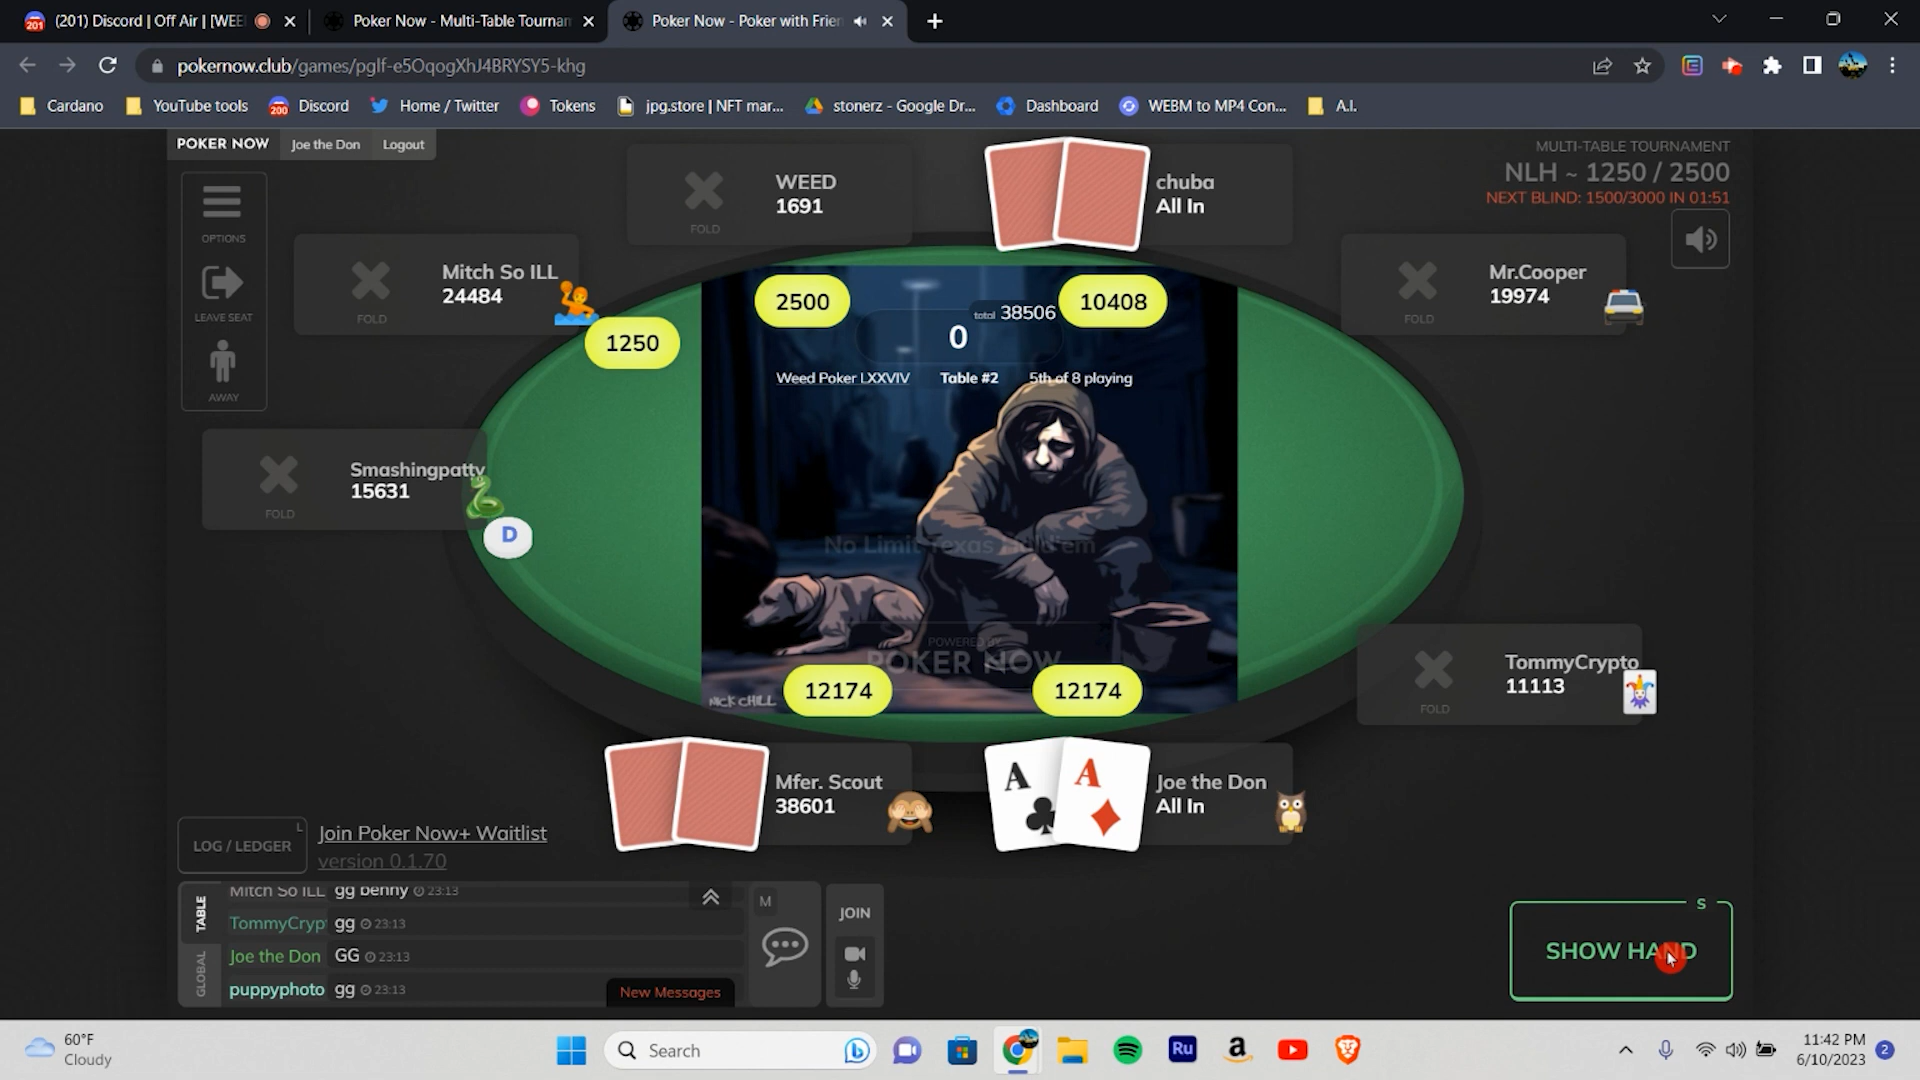 201
(201) Discord | Off Air | [WEE
Poker Now - Multi-Table Tournam
Poker Now - Poker with Frien
pokernow.club/games/pglf-e5OqogXhJ4BRYSY5-khg
Cardano
YouTube tools
200
Discord
Home / Twitter
Tokens
jpg.store | NFT mar...
stonerz - Google Dr...
Dashboard
WEBM to MP4 Con...
A.I.
POKER NOW
Joe the Don
Logout
MULTI-TABLE TOURNAMENT
NLH ~ 1250 / 2500
NEXT BLIND: 1500/3000 IN 01:51
OPTIONS
LEAVE SEAT
AWAY
WEED
1691
FOLD
chuba
All In
Mitch So ILL
24484
FOLD
Mr.Cooper
19974
FOLD
2500
10408
total 38506
0
1250
Weed Poker LXXVIV
Table #2
5th of 8 playing
Smashingpatty
15631
FOLD
D
No Limit Texas Hold'em
POWERED BY
POKER NOW
NICK CHILL
12174
12174
TommyCrypto
11113
FOLD
Mfer. Scout
38601
A
A
Joe the Don
All In
LOG / LEDGER
L
Join Poker Now+ Waitlist
version 0.1.70
TABLE
GLOBAL
Mitch So ILL gg benny 23:13
TommyCryp gg 23:13
Joe the Don GG 23:13
puppyphoto gg 23:13
New Messages
M
JOIN
S
SHOW HAND
60°F
Cloudy
Search
Ru
a
11:42 PM
6/10/2023
2